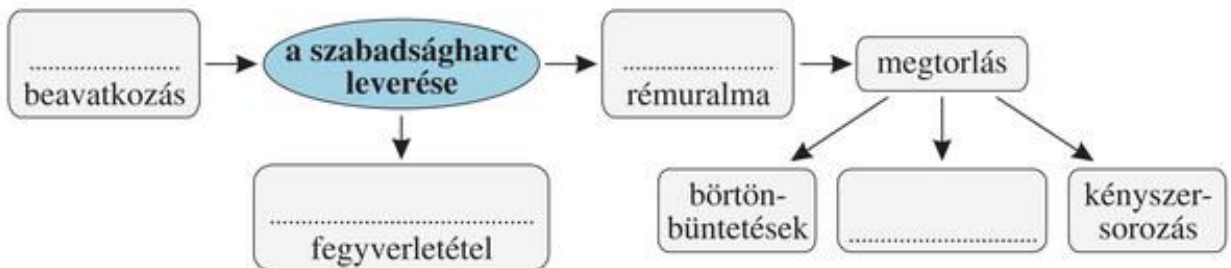 ....................
beavatkozás
a szabadságharc
leverése
....................
rémuralma
megtorlás
........................................
fegyverletétel
börtön-
büntetések
..............................
kényszer-
sorozás